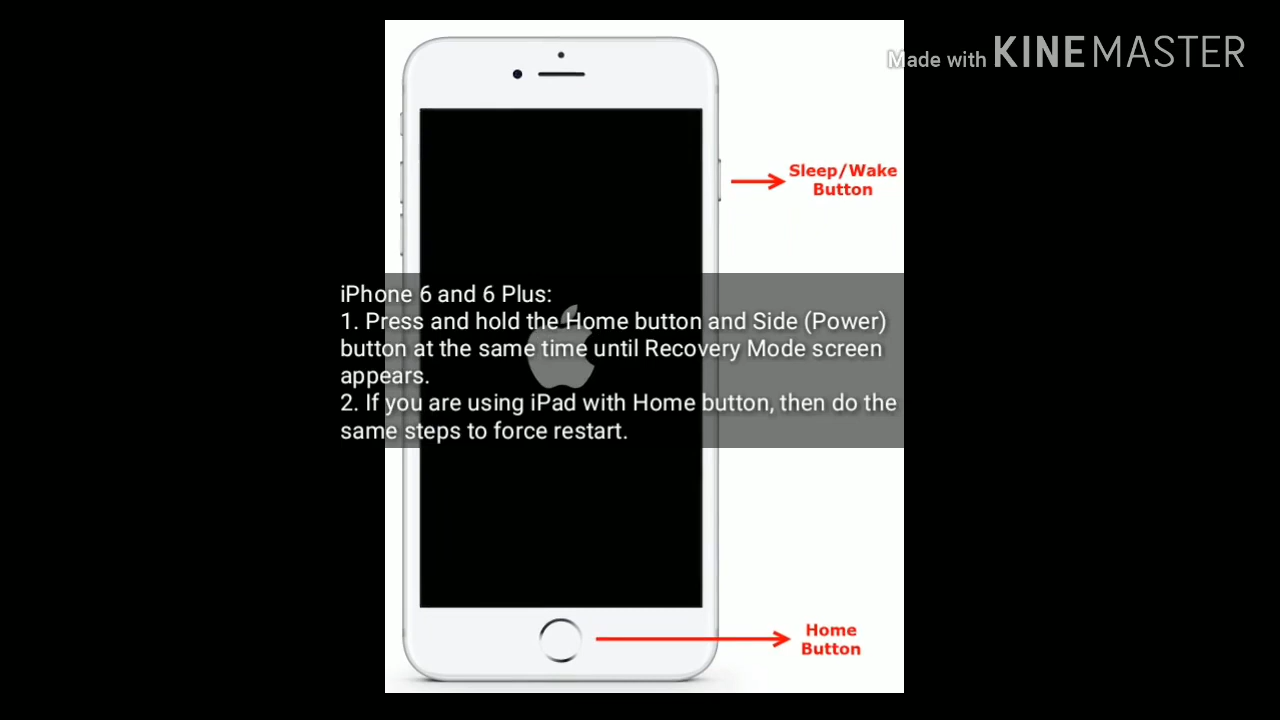 Made with KINEMASTER
Sleep/Wake
Button
iPhone 6 and 6 Plus:
1. Press and hold the Home button and Side (Power)
button at the same time until Recovery Mode screen
appears.
2. If you are using iPad with Home button, then do the
same steps to force restart.
Home
Button